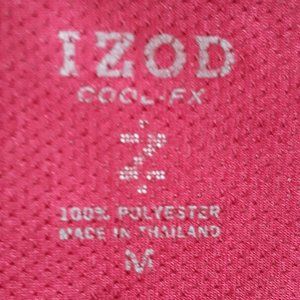 IZOD
COOL-FX
100% POLYESTER
MADE IN THAILAND
M